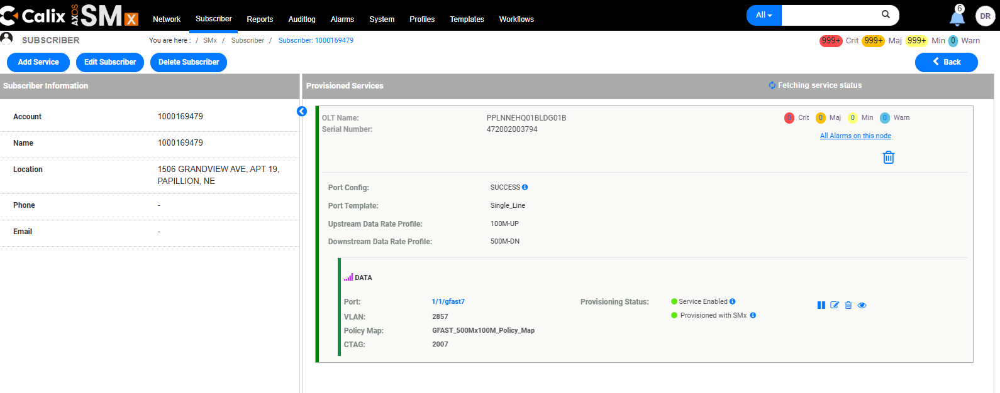 Calix AXOS SMx
Network Subscriber Reports Auditlog Alarms System Profiles Templates Workflows
All
6
DR
SUBSCRIBER
You are here : / SMx / Subscriber / Subscriber: 1000169479
999+ Crit 999+ Maj 999+ Min 0 Warn
Add Service Edit Subscriber Delete Subscriber
Back
Subscriber Information
Account 1000169479
Name 1000169479
Location 1506 GRANDVIEW AVE, APT 19,
PAPILLION, NE
Phone -
Email -
Provisioned Services
Fetching service status
OLT Name: PPLNNEHQ01BLDG01B
Serial Number: 472002003794
0 Crit 0 Maj 0 Min 0 Warn
All Alarms on this node
Port Config: SUCCESS
Port Template: Single_Line
Upstream Data Rate Profile: 100M-UP
Downstream Data Rate Profile: 500M-DN
DATA
Port: 1/1/gfast7
VLAN: 2857
Policy Map: GFAST_500Mx100M_Policy_Map
CTAG: 2007
Provisioning Status: Service Enabled
Provisioned with SMx